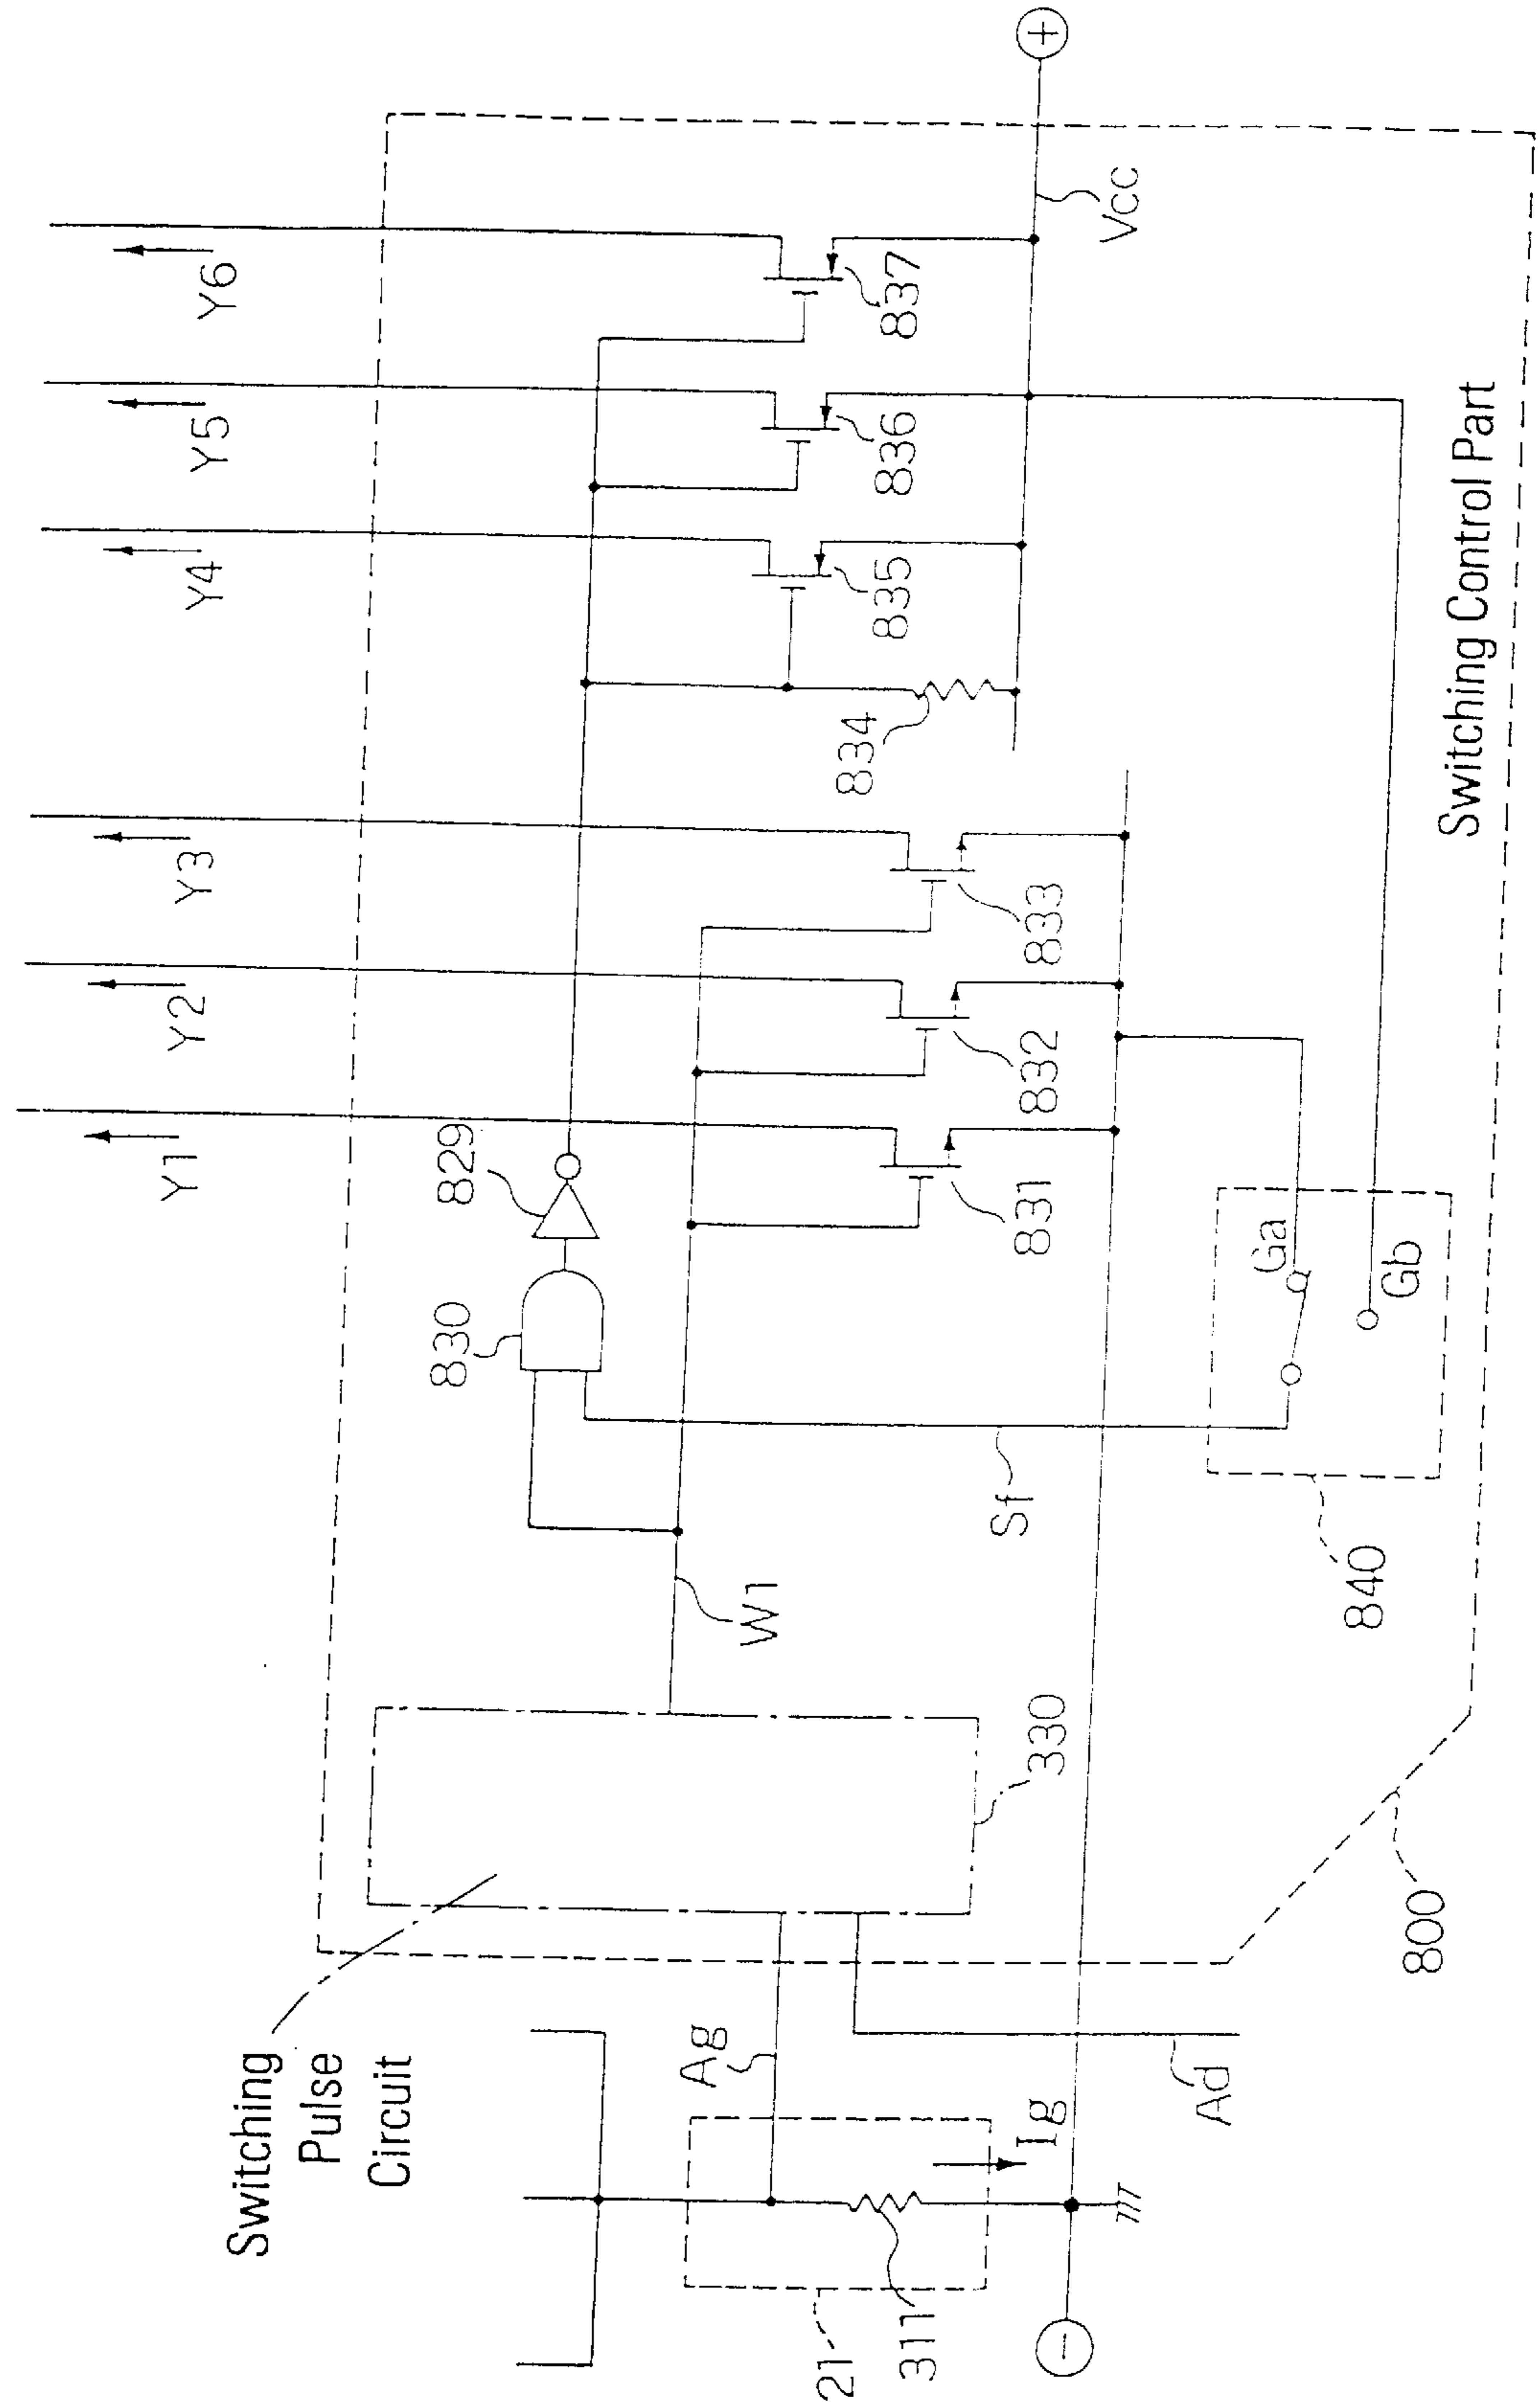 Y1
Y2
Y3
Y4
Y5
Y6
829
830
Switching
Pulse
Circuit
W1
Ag
834
835
836
837
831
832
833
Vcc
Sf
330
21
311
Ig
Ad
Ga
Gb
840
800
Switching Control Part
+
−